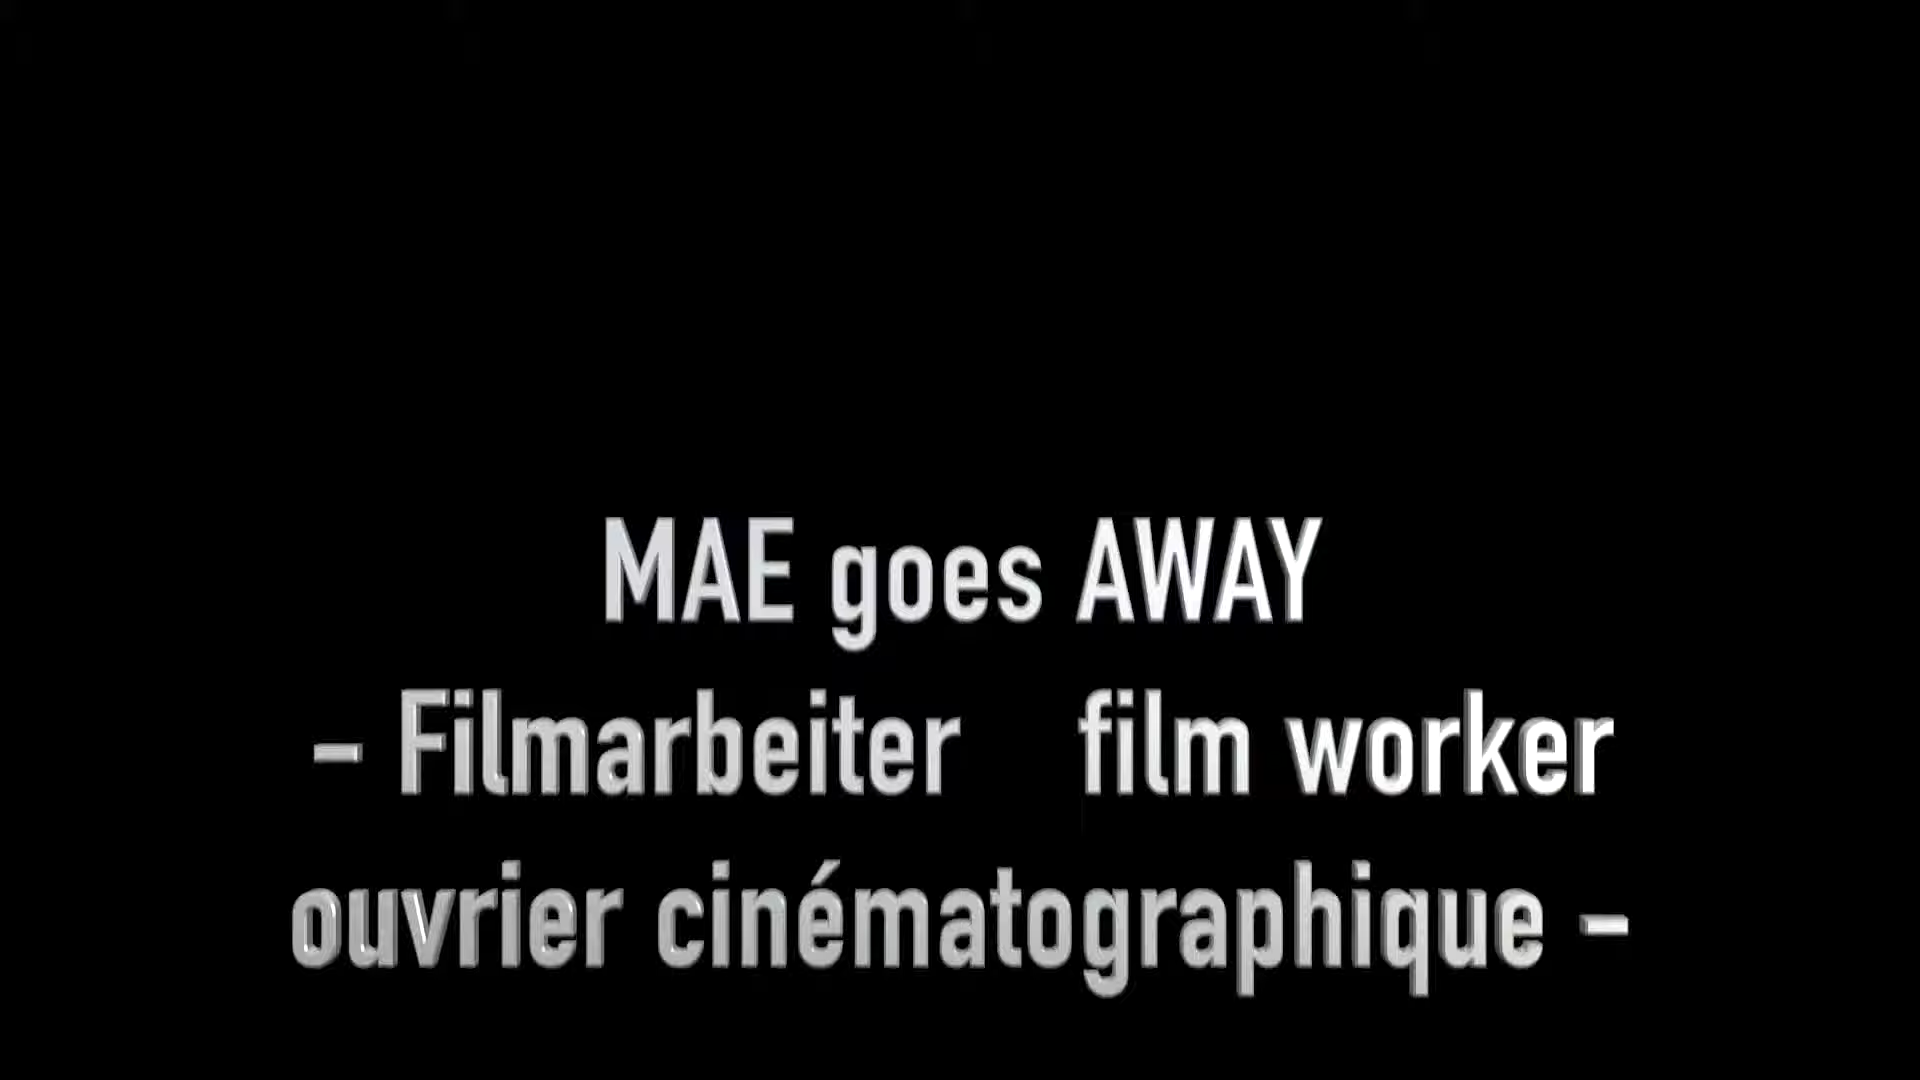 MAE goes AWAY
- Filmarbeiter film worker
ouvrier cinématographique -